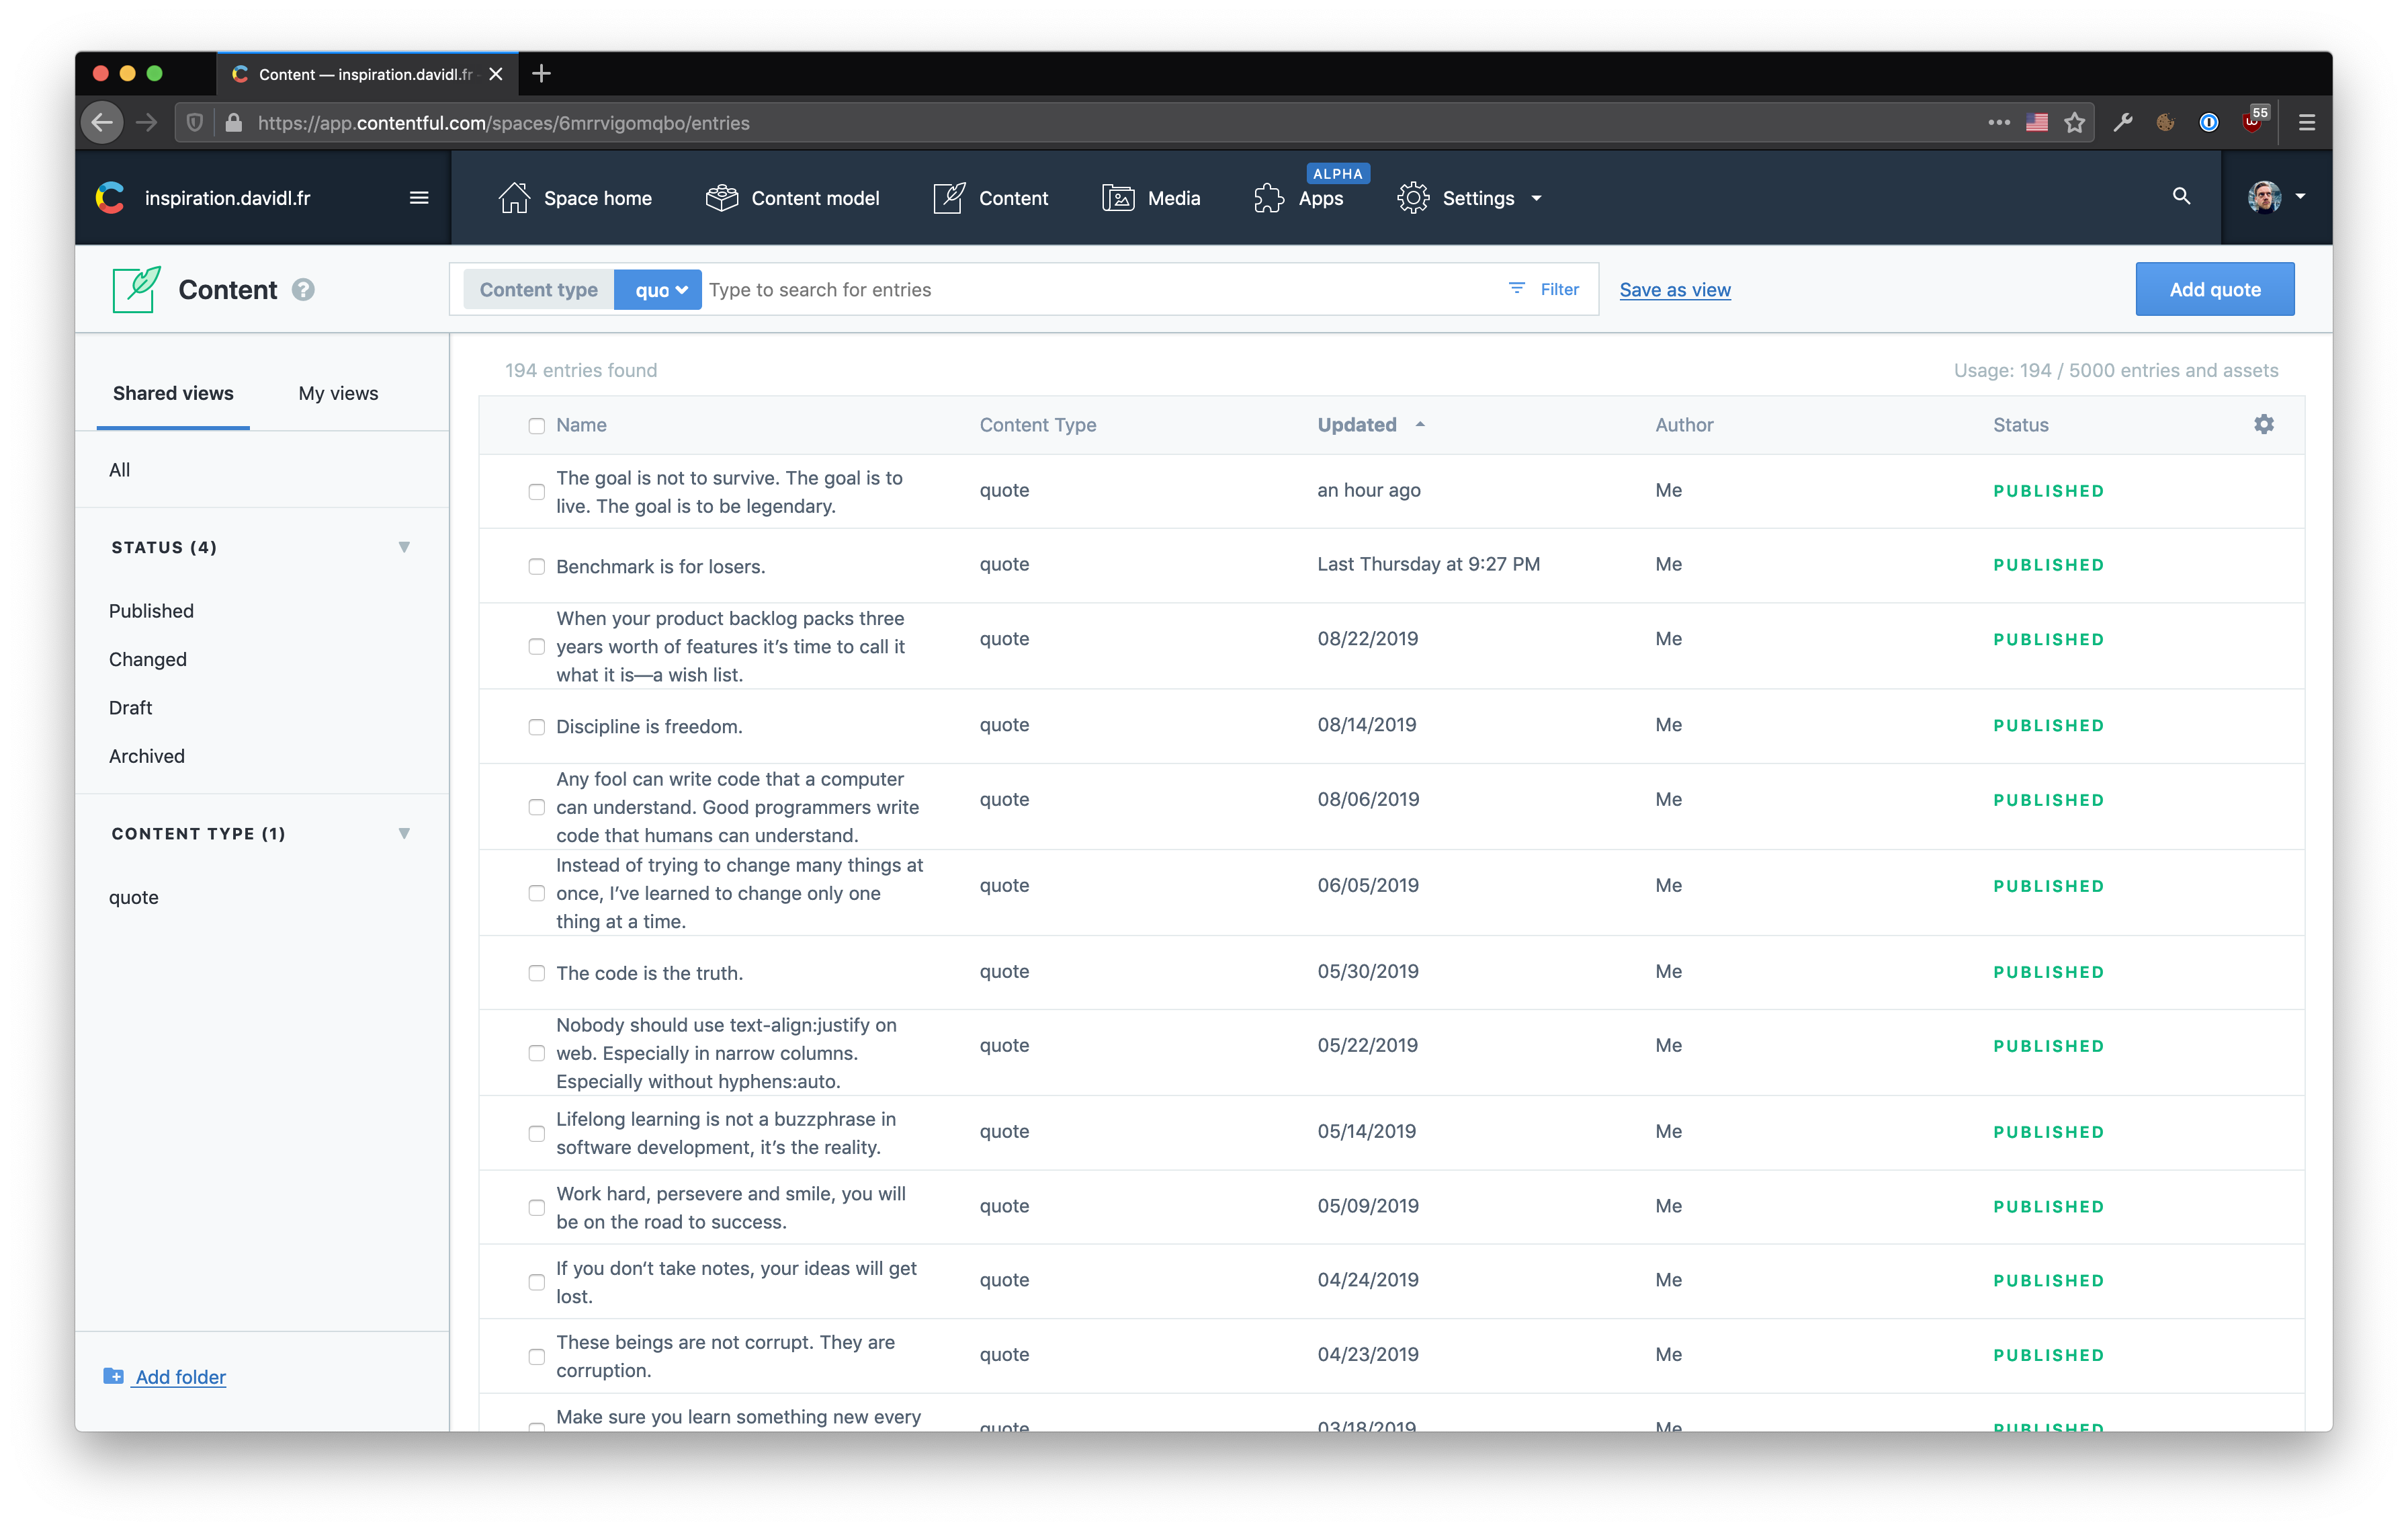 Content — inspiration.davidl.fr
https://app.contentful.com/spaces/6mrrvigomqbo/entries
55
inspiration.davidl.fr
Space home
Content model
Content
Media
ALPHA
Apps
Settings
Content
?
Content type
quo
Type to search for entries
Filter
Save as view
Add quote
Shared views
My views
All
STATUS (4)
Published
Changed
Draft
Archived
CONTENT TYPE (1)
quote
Add folder
194 entries found
Usage: 194 / 5000 entries and assets
Name
Content Type
Updated
Author
Status
The goal is not to survive. The goal is to
live. The goal is to be legendary.
quote
an hour ago
Me
PUBLISHED
Benchmark is for losers.
quote
Last Thursday at 9:27 PM
Me
PUBLISHED
When your product backlog packs three
years worth of features it’s time to call it
what it is—a wish list.
quote
08/22/2019
Me
PUBLISHED
Discipline is freedom.
quote
08/14/2019
Me
PUBLISHED
Any fool can write code that a computer
can understand. Good programmers write
code that humans can understand.
quote
08/06/2019
Me
PUBLISHED
Instead of trying to change many things at
once, I’ve learned to change only one
thing at a time.
quote
06/05/2019
Me
PUBLISHED
The code is the truth.
quote
05/30/2019
Me
PUBLISHED
Nobody should use text-align:justify on
web. Especially in narrow columns.
Especially without hyphens:auto.
quote
05/22/2019
Me
PUBLISHED
Lifelong learning is not a buzzphrase in
software development, it’s the reality.
quote
05/14/2019
Me
PUBLISHED
Work hard, persevere and smile, you will
be on the road to success.
quote
05/09/2019
Me
PUBLISHED
If you don’t take notes, your ideas will get
lost.
quote
04/24/2019
Me
PUBLISHED
These beings are not corrupt. They are
corruption.
quote
04/23/2019
Me
PUBLISHED
Make sure you learn something new every
quote
03/18/2019
Me
PUBLISHED